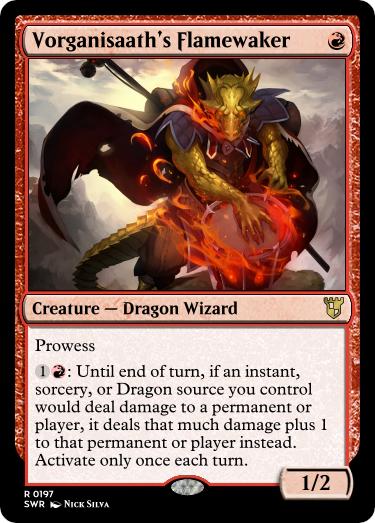 Vorganisaath's Flamewaker
Creature — Dragon Wizard
Prowess
1: Until end of turn, if an instant,
sorcery, or Dragon source you control
would deal damage to a permanent or
player, it deals that much damage plus 1
to that permanent or player instead.
Activate only once each turn.
1/2
R 0197
SWR Nick Silva